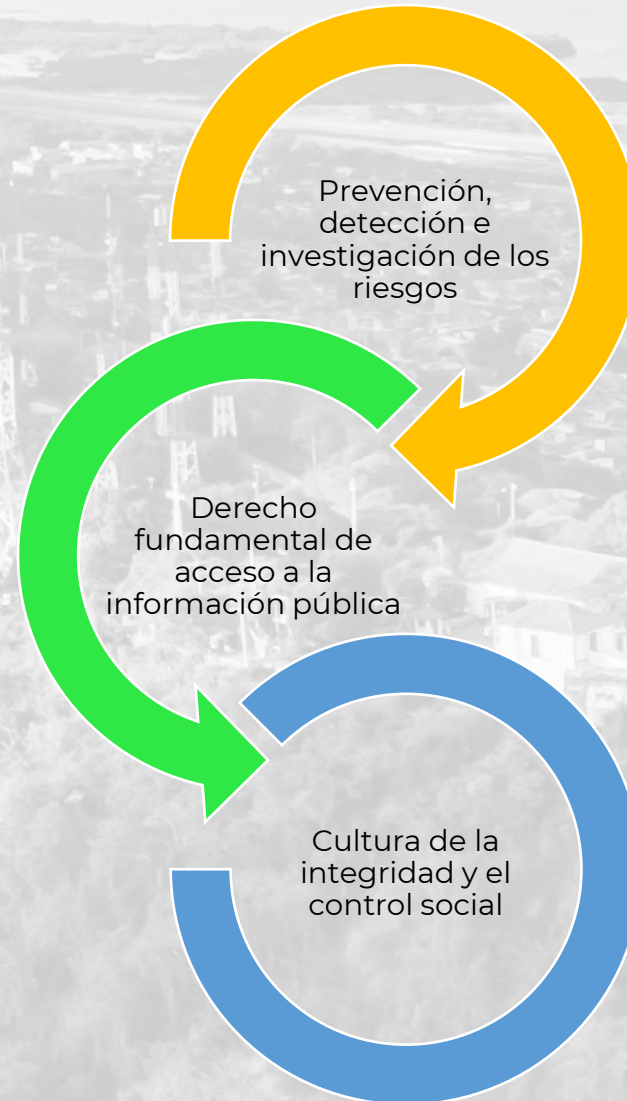 Prevención,
detección e
investigación de los
riesgos
Derecho
fundamental de
acceso a la
información pública
Cultura de la
integridad y el
control social